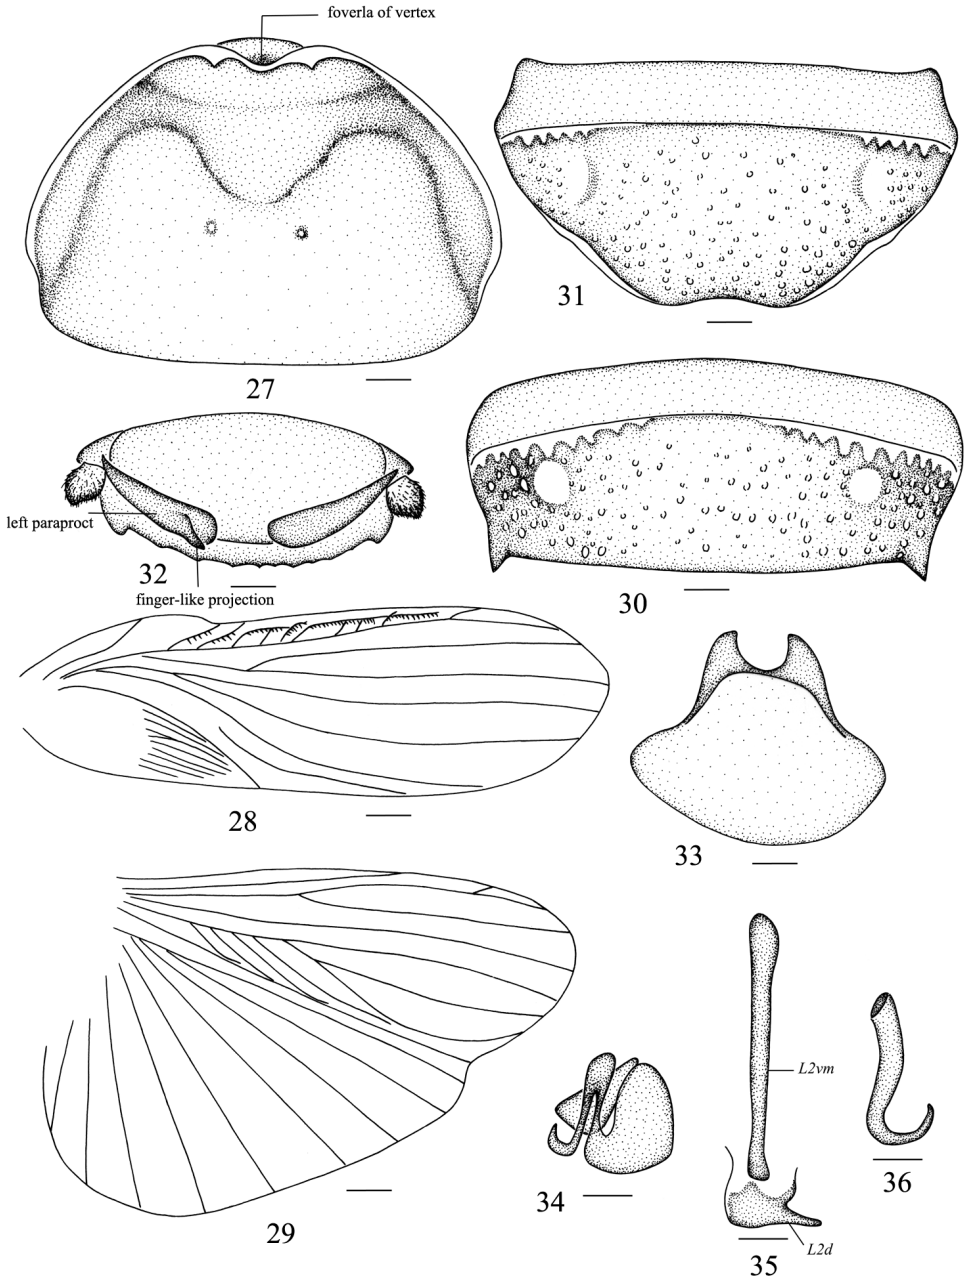 foverla of vertex
31
27
left paraproct
32
finger-like projection
30
28
33
L2vm
34
36
29
35
L2d